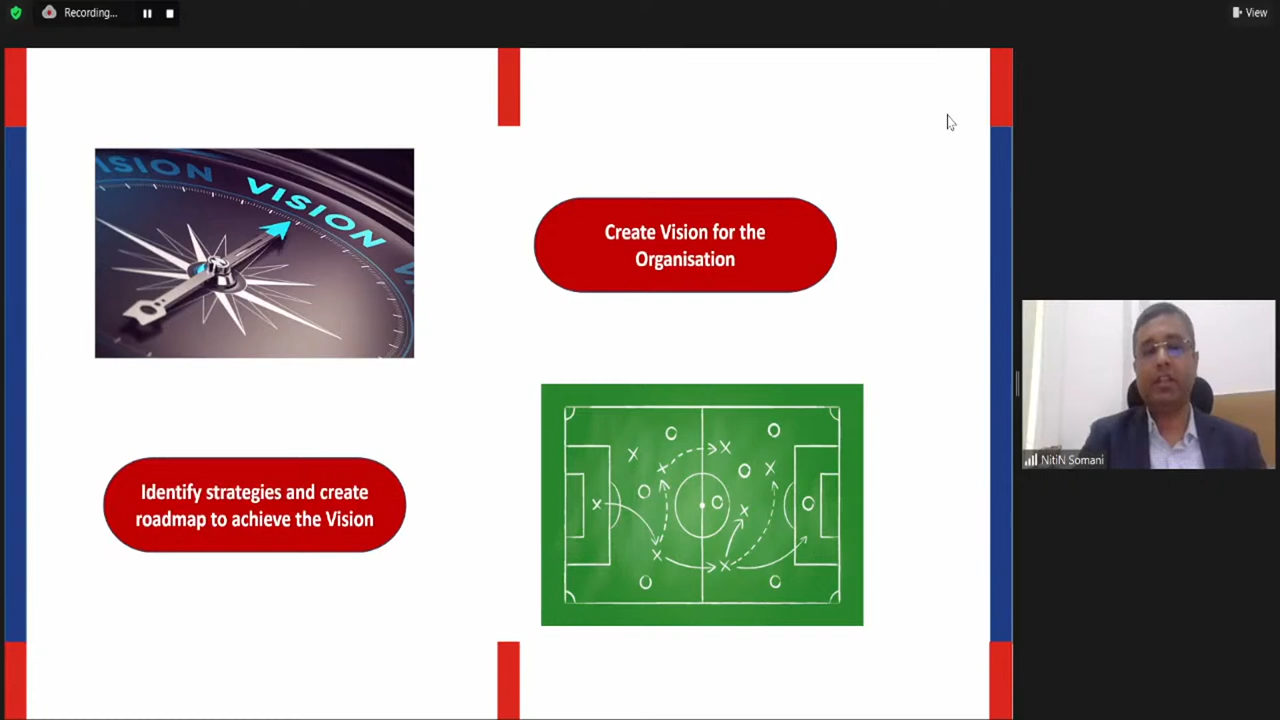 Recording...
View
ISION
VISION
Create Vision for the
Organisation
Identify strategies and create
roadmap to achieve the Vision
NitiN Somani